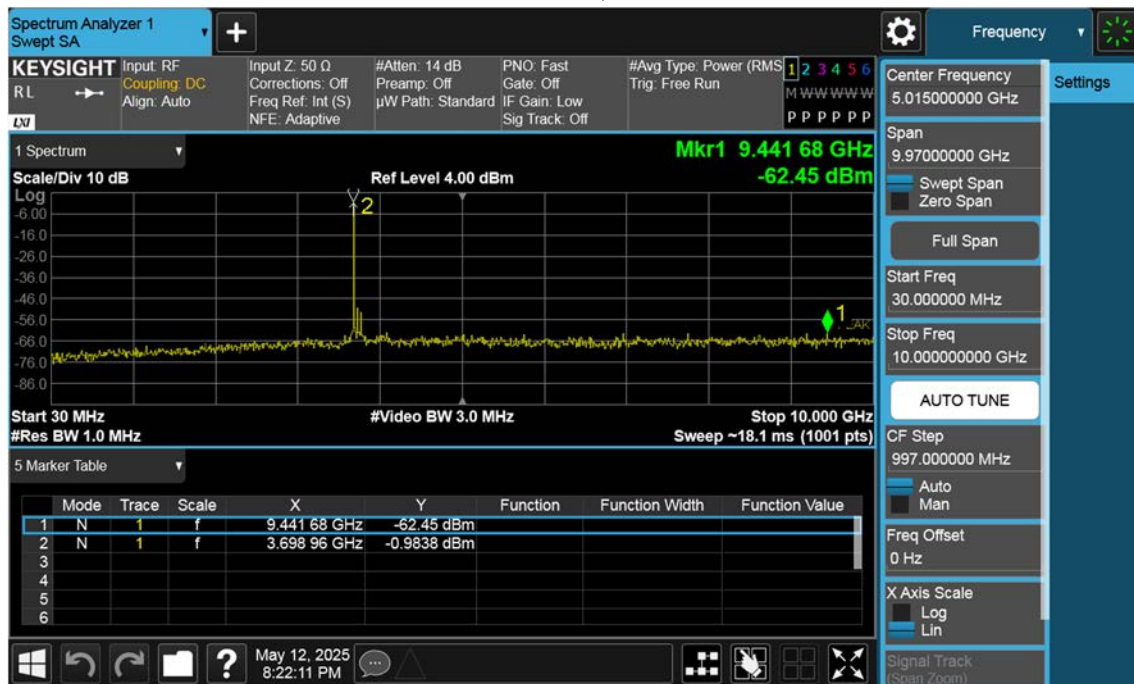 Spectrum Analyzer 1
Swept SA
Frequency
KEYSIGHT
RL
LXI
Input: RF
Coupling: DC
Align: Auto
Input Z: 50 Ω
Corrections: Off
Freq Ref: Int (S)
NFE: Adaptive
#Atten: 14 dB
Preamp: Off
µW Path: Standard
PNO: Fast
Gate: Off
IF Gain: Low
Sig Track: Off
#Avg Type: Power (RMS
Trig: Free Run
1 2 3 4 5 6
M W W W W W
P P P P P P
1 Spectrum
Mkr1 9.441 68 GHz
-62.45 dBm
Scale/Div 10 dB
Ref Level 4.00 dBm
Log
-6.00
-16.0
-26.0
-36.0
-46.0
-56.0
-66.0
-76.0
-86.0
2
1
Start 30 MHz
#Video BW 3.0 MHz
Stop 10.000 GHz
#Res BW 1.0 MHz
Sweep ~18.1 ms (1001 pts)
5 Marker Table
Mode Trace Scale X Y Function Function Width Function Value
1 N 1 f 9.441 68 GHz -62.45 dBm
2 N 1 f 3.698 96 GHz -0.9838 dBm
3
4
5
6
?
May 12, 2025
8:22:11 PM
Center Frequency
5.015000000 GHz
Settings
Span
9.97000000 GHz
Swept Span
Zero Span
Full Span
Start Freq
30.000000 MHz
Stop Freq
10.000000000 GHz
AUTO TUNE
CF Step
997.000000 MHz
Auto
Man
Freq Offset
0 Hz
X Axis Scale
Log
Lin
Signal Track
(Span Zoom)